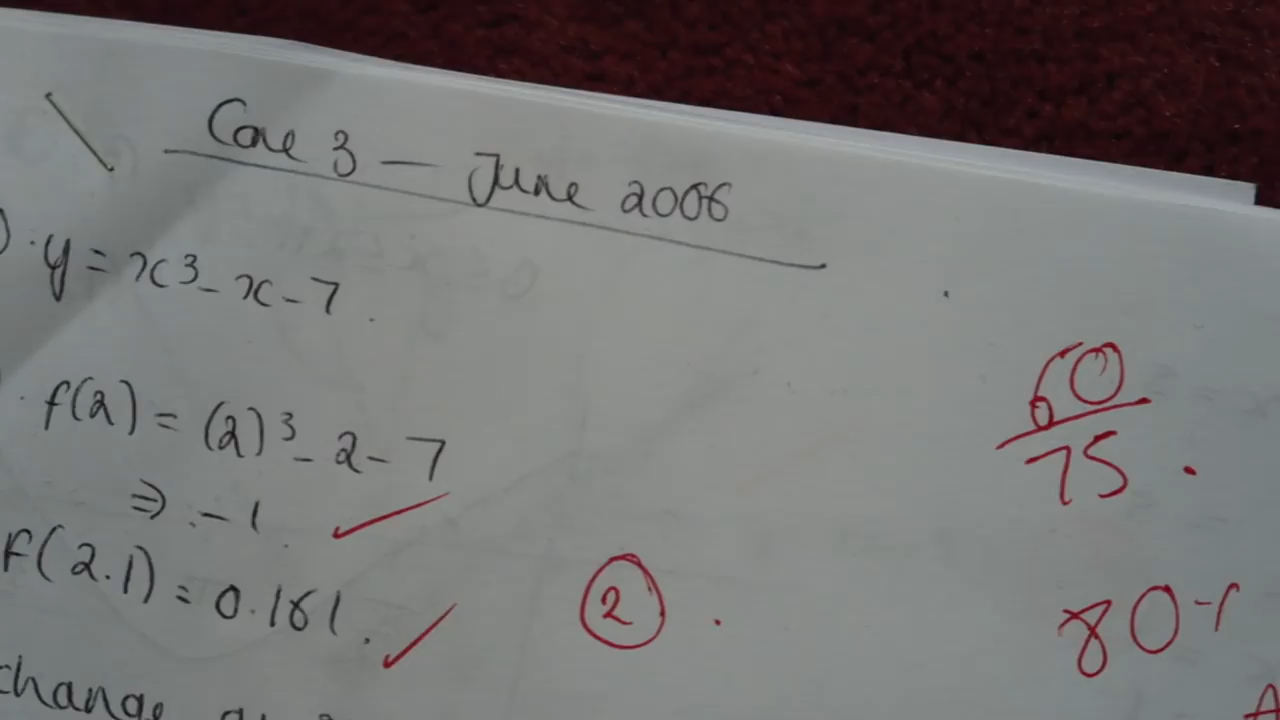 Core 3 – June 2006
) . y = x³ - x - 7 .
60
75 .
. f(2) = (2)³ - 2 - 7
⇒ . - 1 . ✓
F(2.1) = 0.161 . ✓
2 .
80
change